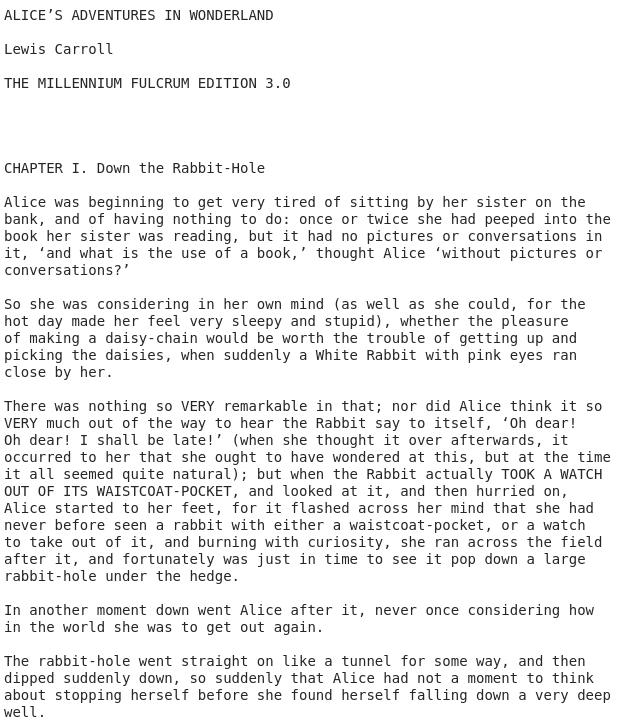 ALICE’S ADVENTURES IN WONDERLAND
Lewis Carroll
THE MILLENNIUM FULCRUM EDITION 3.0
CHAPTER I. Down the Rabbit-Hole
Alice was beginning to get very tired of sitting by her sister on the
bank, and of having nothing to do: once or twice she had peeped into the
book her sister was reading, but it had no pictures or conversations in
it, ‘and what is the use of a book,’ thought Alice ‘without pictures or
conversations?’
So she was considering in her own mind (as well as she could, for the
hot day made her feel very sleepy and stupid), whether the pleasure
of making a daisy-chain would be worth the trouble of getting up and
picking the daisies, when suddenly a White Rabbit with pink eyes ran
close by her.
There was nothing so VERY remarkable in that; nor did Alice think it so
VERY much out of the way to hear the Rabbit say to itself, ‘Oh dear!
Oh dear! I shall be late!’ (when she thought it over afterwards, it
occurred to her that she ought to have wondered at this, but at the time
it all seemed quite natural); but when the Rabbit actually TOOK A WATCH
OUT OF ITS WAISTCOAT-POCKET, and looked at it, and then hurried on,
Alice started to her feet, for it flashed across her mind that she had
never before seen a rabbit with either a waistcoat-pocket, or a watch
to take out of it, and burning with curiosity, she ran across the field
after it, and fortunately was just in time to see it pop down a large
rabbit-hole under the hedge.
In another moment down went Alice after it, never once considering how
in the world she was to get out again.
The rabbit-hole went straight on like a tunnel for some way, and then
dipped suddenly down, so suddenly that Alice had not a moment to think
about stopping herself before she found herself falling down a very deep
well.